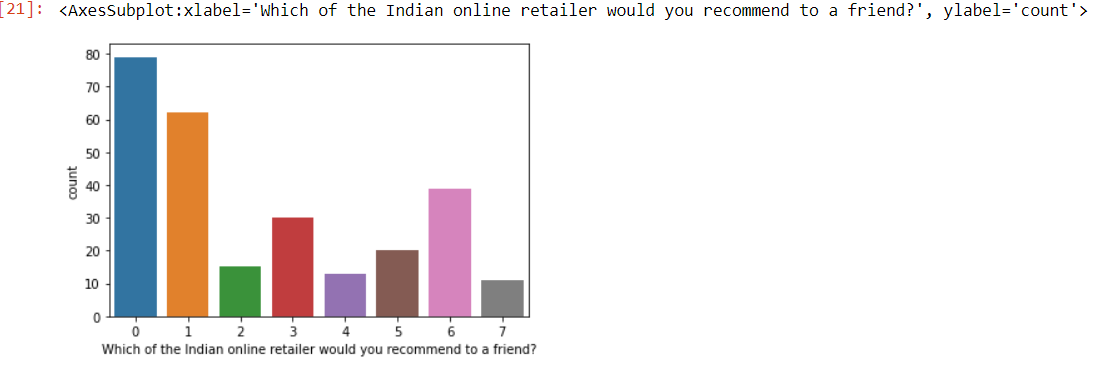 [21]: <AxesSubplot:xlabel='Which of the Indian online retailer would you recommend to a friend?', ylabel='count'>
80
70
60
50
40
30
20
10
0
count
0 1 2 3 4 5 6 7
Which of the Indian online retailer would you recommend to a friend?